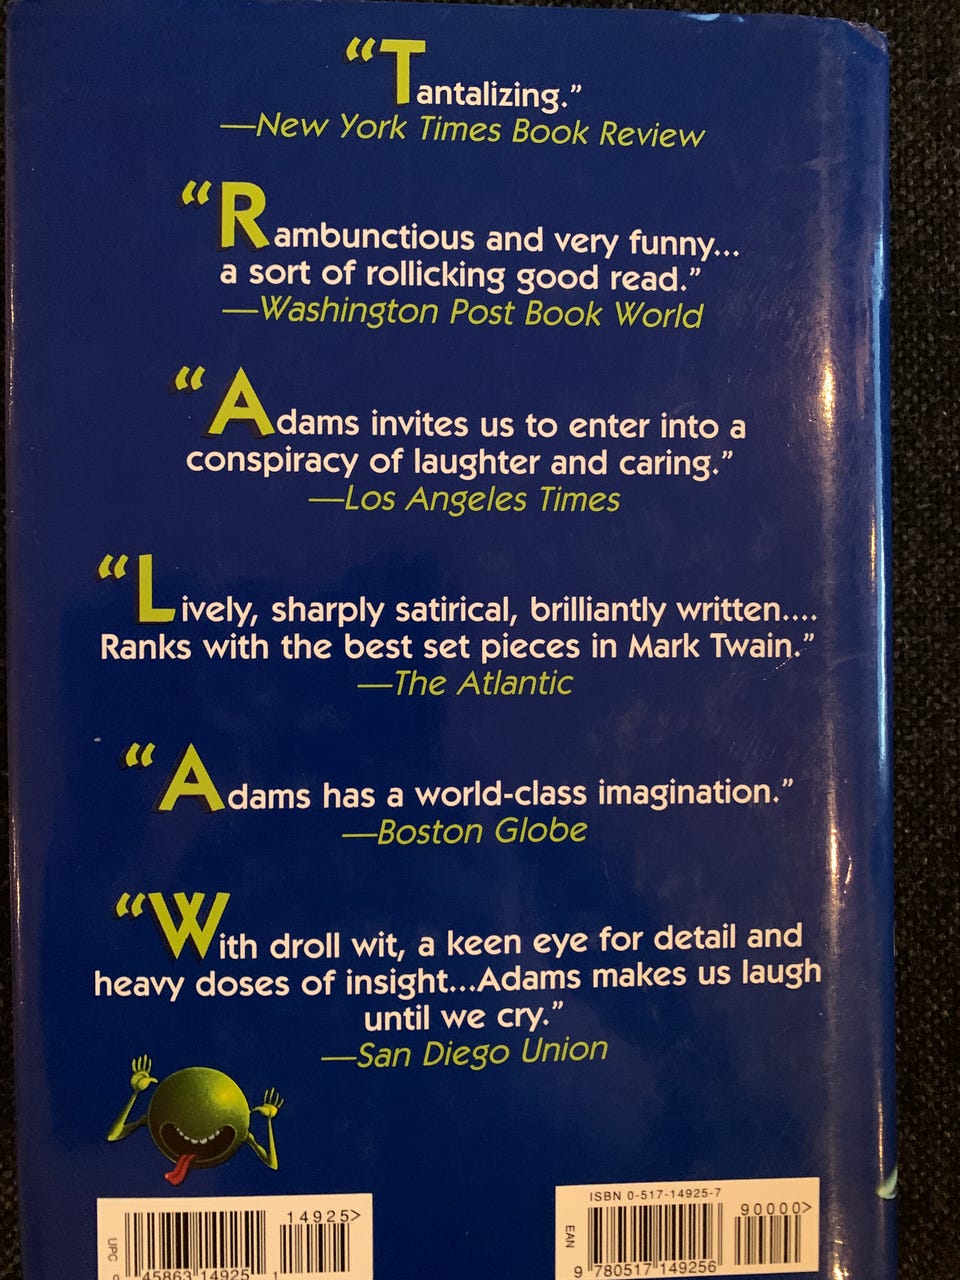 “Tantalizing.”
—New York Times Book Review
“Rambunctious and very funny...
a sort of rollicking good read.”
—Washington Post Book World
“Adams invites us to enter into a
conspiracy of laughter and caring.”
—Los Angeles Times
“Lively, sharply satirical, brilliantly written....
Ranks with the best set pieces in Mark Twain.”
—The Atlantic
“Adams has a world-class imagination.”
—Boston Globe
“With droll wit, a keen eye for detail and
heavy doses of insight...Adams makes us laugh
until we cry.”
—San Diego Union
UPC
14925>
45863 14925 1
ISBN 0-517-14925-7
EAN
90000>
9 780517 149256